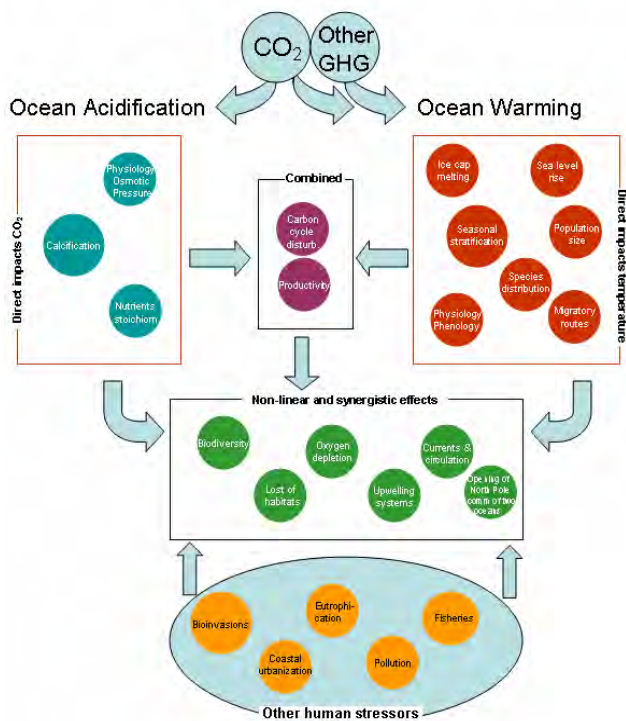 CO₂
Other
GHG
Ocean Acidification
Ocean Warming
Direct impacts CO₂
Physiology
Osmotic
Pressure
Calcification
Nutrients
stoichiom
Combined
Carbon
cycle
disturb.
Productivity
Ice cap
melting
Sea level
rise
Seasonal
stratification
Population
size
Species
distribution
Physiology
Phenology
Migratory
routes
Direct impacts temperature
Non-linear and synergistic effects
Biodiversity
Oxygen
depletion
Currents &
circulation
Lost of
habitats
Upwelling
systems
Opening of
North Pole
comm of two
oceans
Bioinvasions
Eutrophi-
cation
Fisheries
Coastal
urbanization
Pollution
Other human stressors